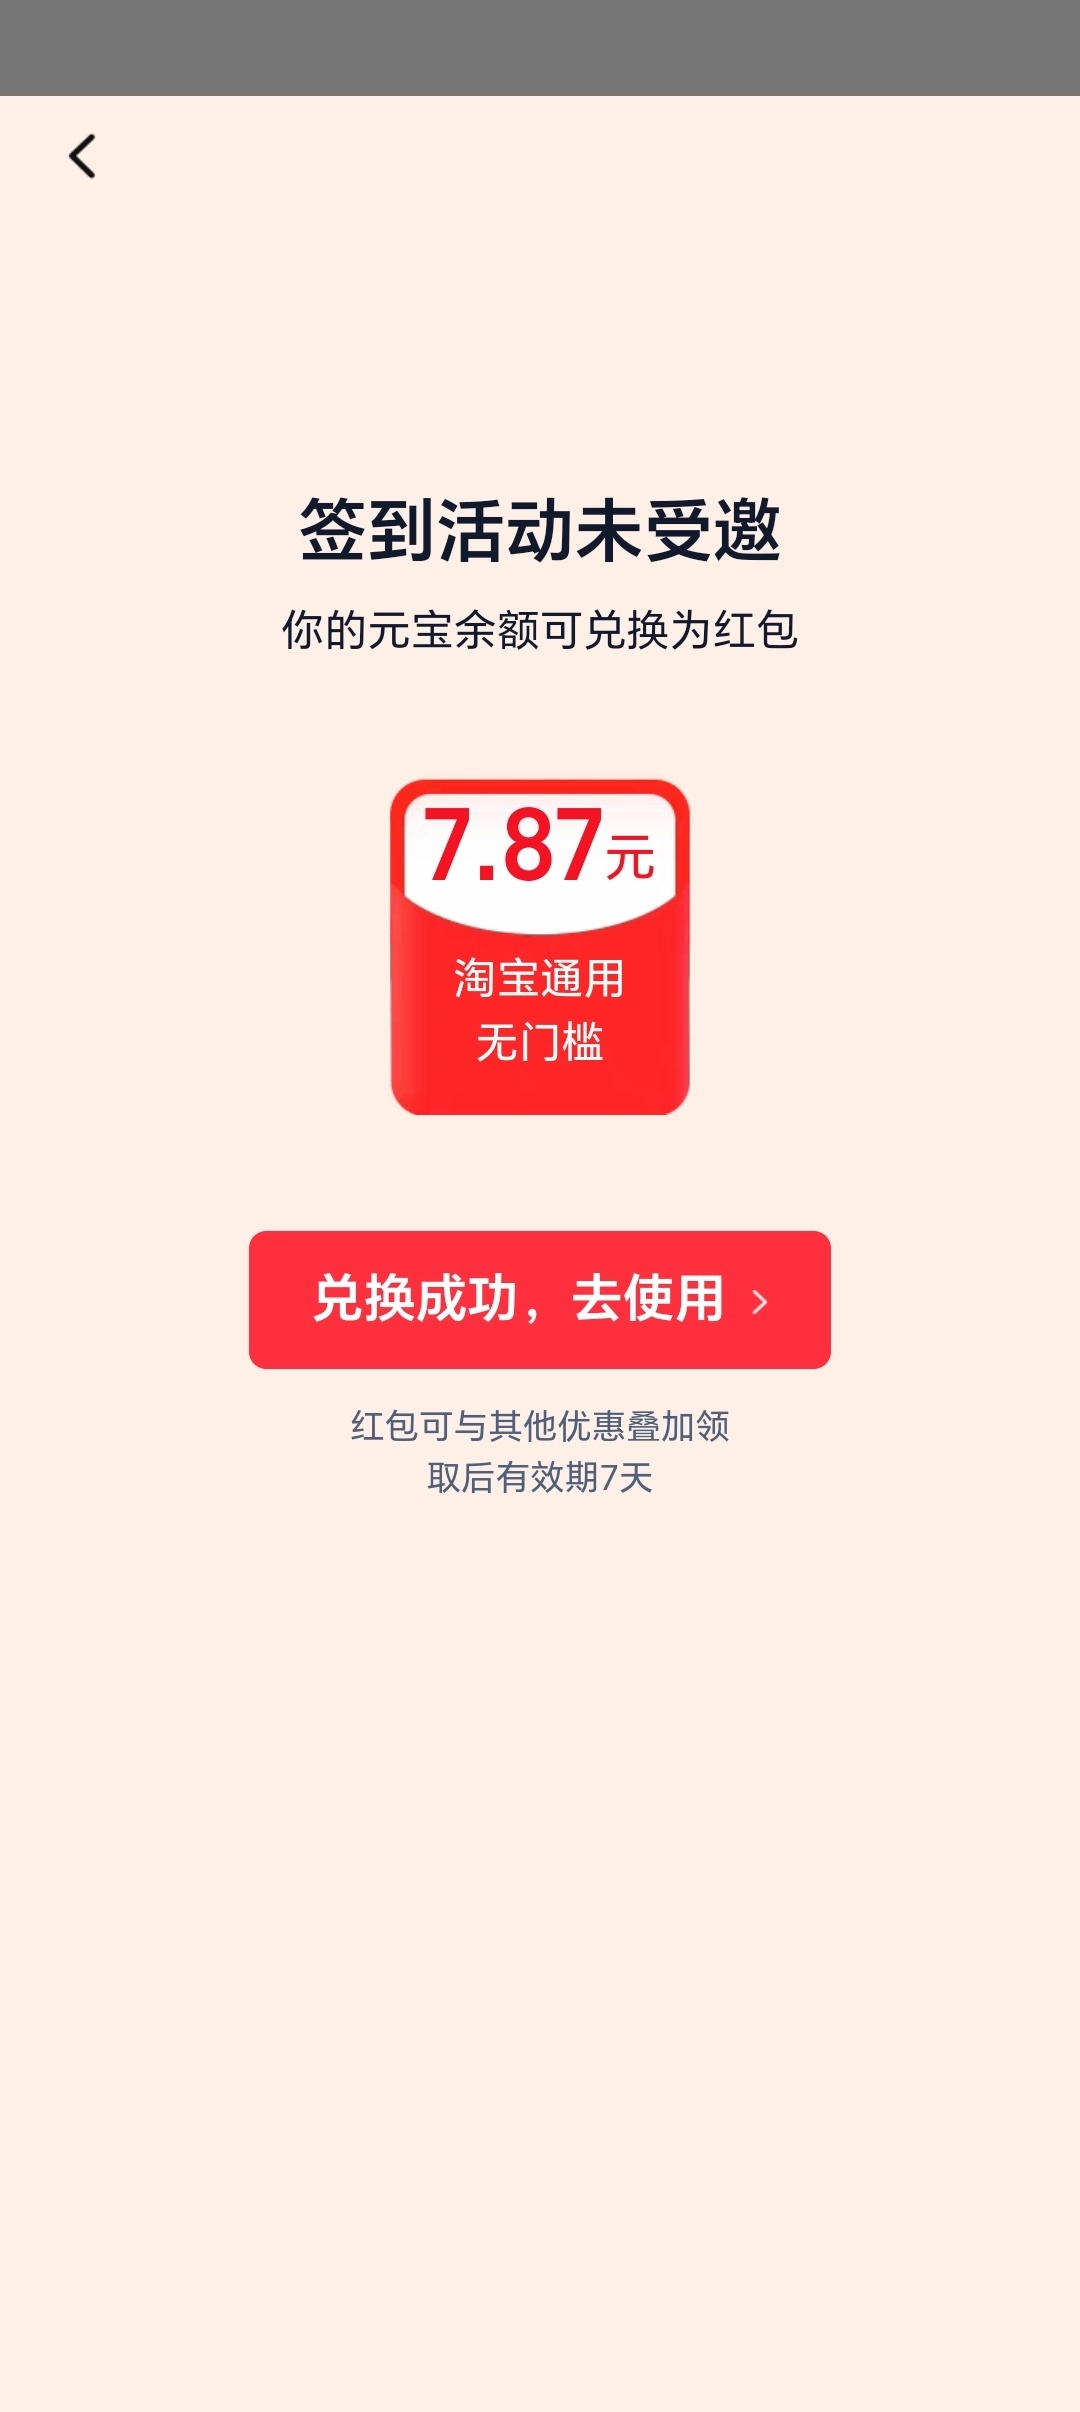 签到活动未受邀
你的元宝余额可兑换为红包
7.87元
淘宝通用
无门槛
兑换成功，去使用
红包可与其他优惠叠加领
取后有效期7天